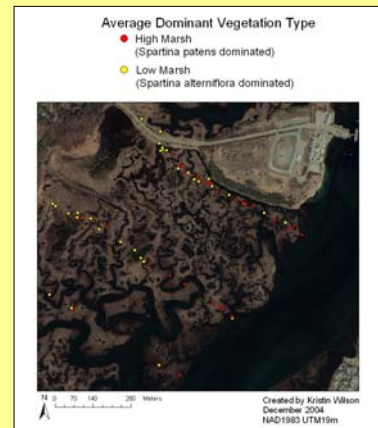 Average Dominant Vegetation Type
High Marsh
(Spartina patens dominated)
Low Marsh
(Spartina alterniflora dominated)
N
0 70 140 280 Meters
Created by Kristin Wilson
December 2004
NAD1983 UTM19m